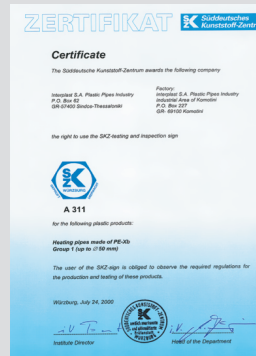 ZERTIFIKAT
SKZ Süddeutsches
Kunststoff-Zentr
Certificate
The Süddeutsche Kunststoff-Zentrum awards the following company
Interplast S.A. Plastic Pipes Industry
P.O. Box 82
GR-57400 Sindos-Thessaloniki
Factory:
Interplast S.A. Plastic Pipes Industry
Industrial Area of Komotini
P.O. Box 227
GR- 69100 Komotini
the right to use the SKZ-testing and inspection sign
SKZ
WÜRZBURG
A 311
for the following plastic products:
Heating pipes made of PE-Xb
Group 1 (up to ∅ 50 mm)
The user of the SKZ-sign is obliged to observe the required regulations for
the production and testing of these products.
Würzburg, July 24, 2000
Institute Director
Head of the Department